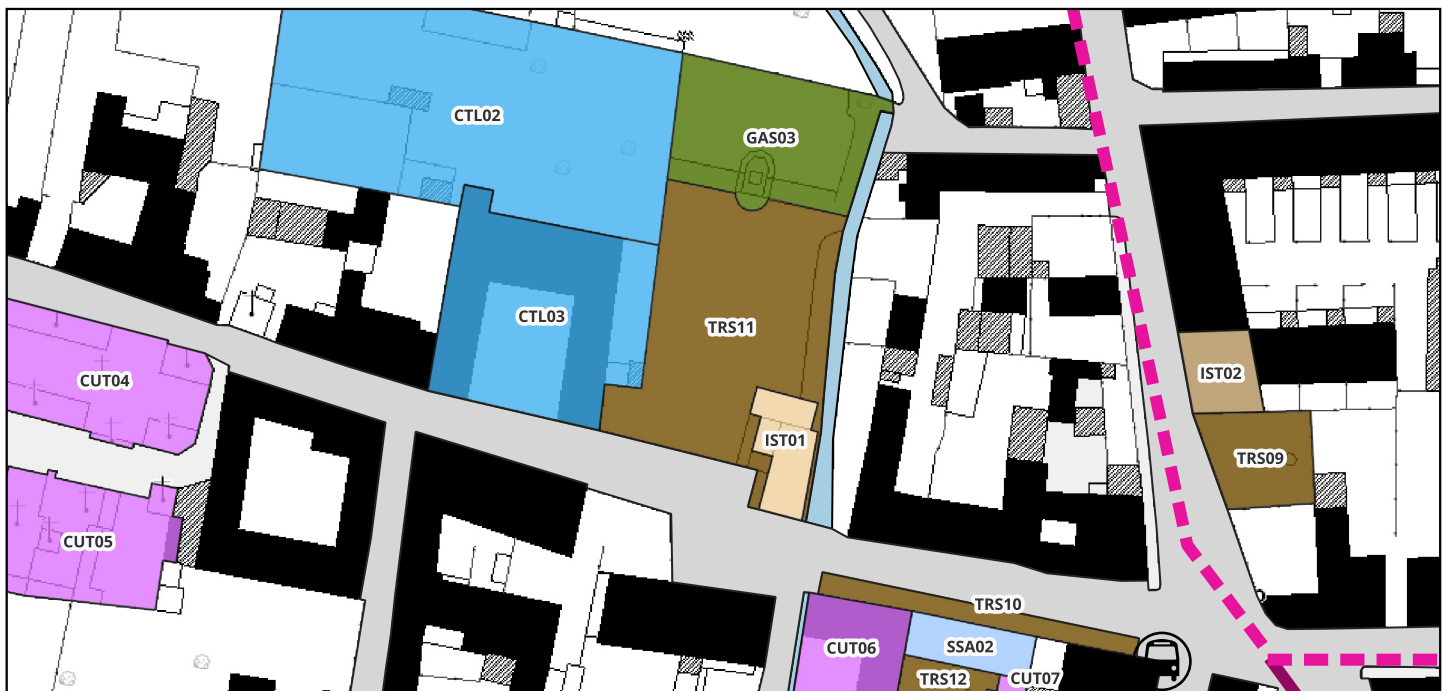 CTL02
GAS03
CTL03
TRS11
CUT04
IST02
IST01
TRS09
CUT05
TRS10
CUT06
SSA02
TRS12
CUT07